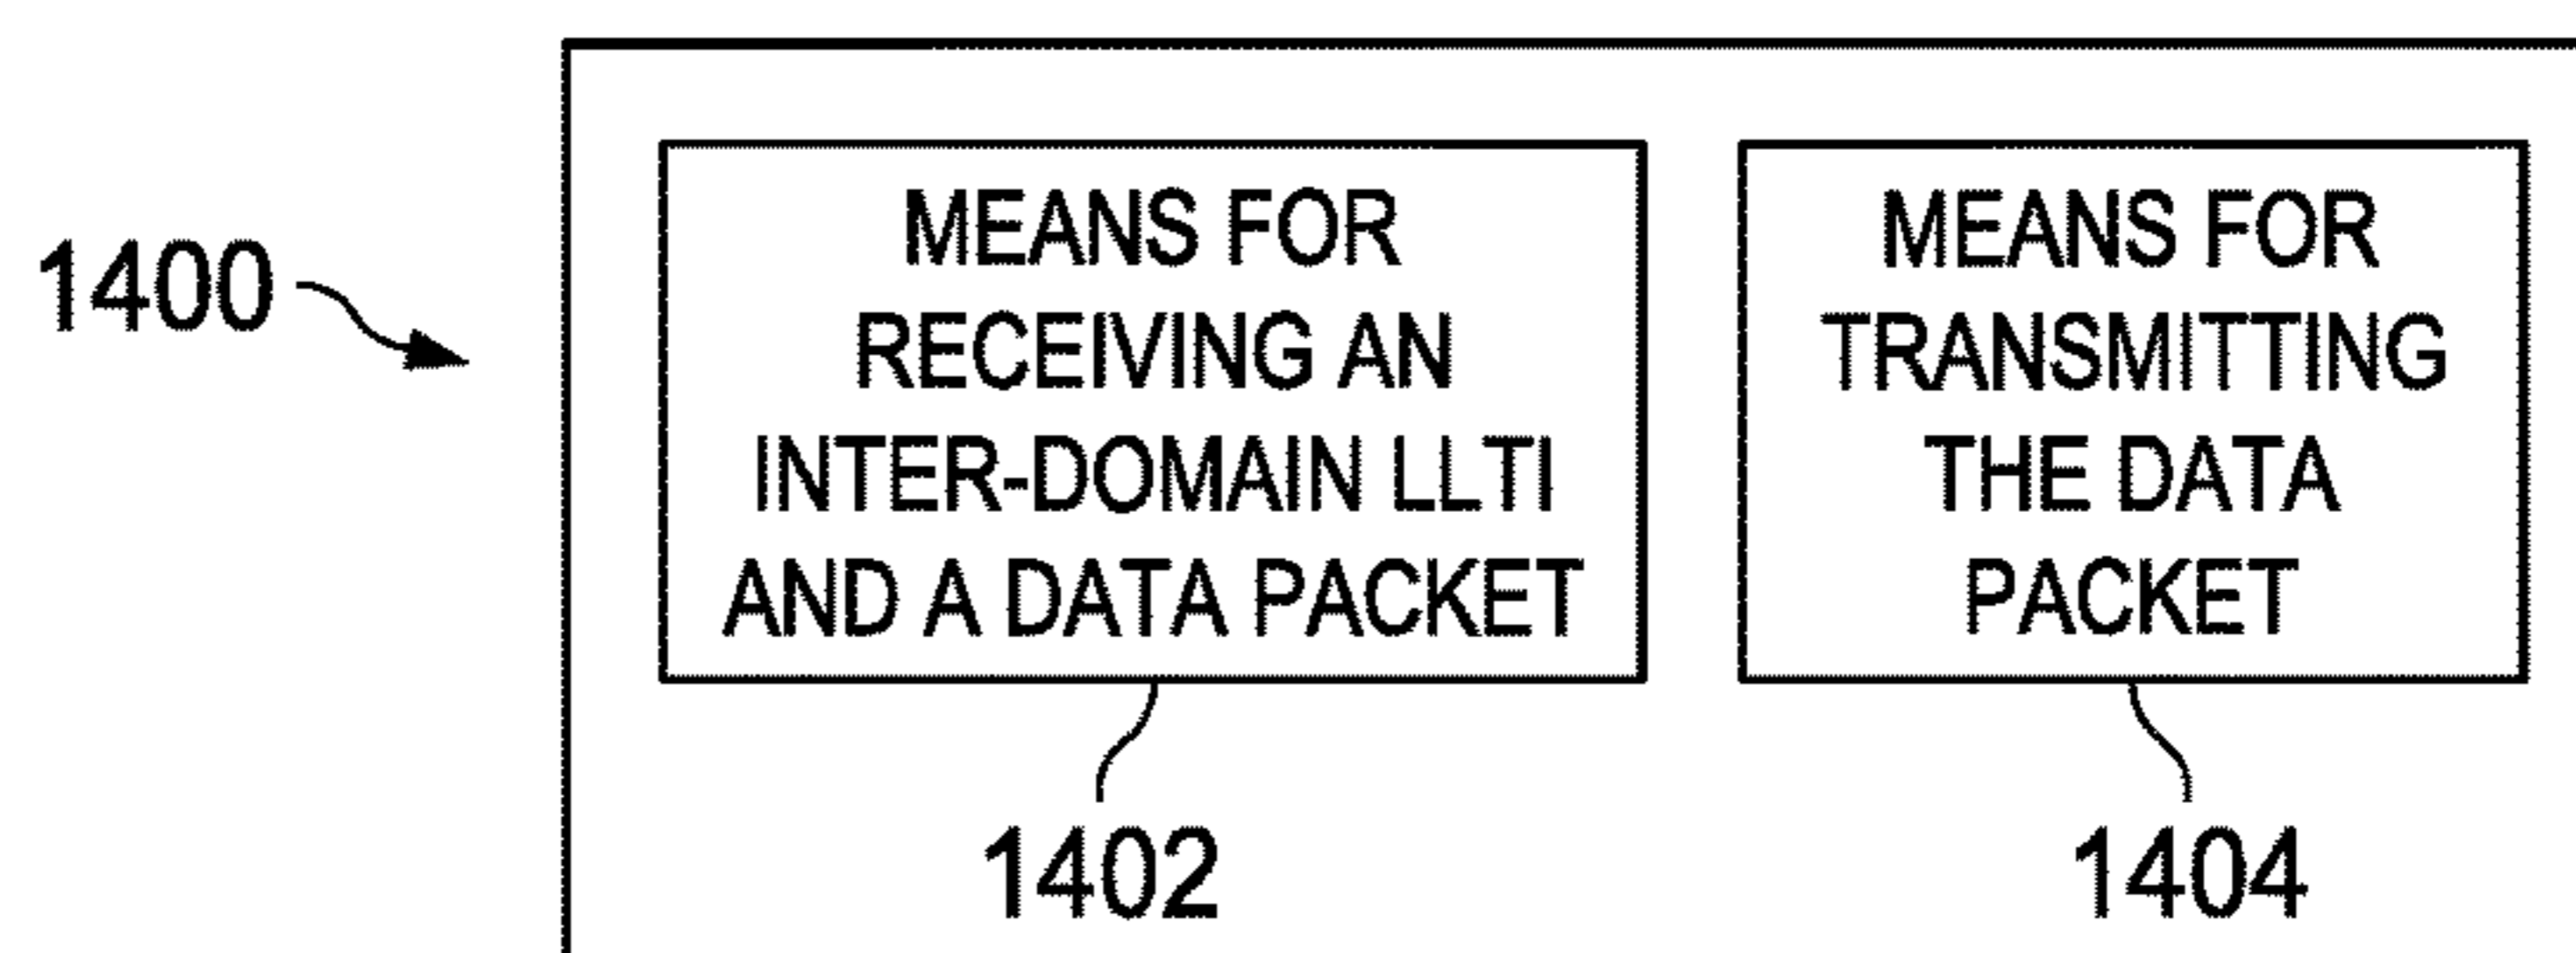 1400
MEANS FOR
RECEIVING AN
INTER-DOMAIN LLTI
AND A DATA PACKET
1402
MEANS FOR
TRANSMITTING
THE DATA
PACKET
1404